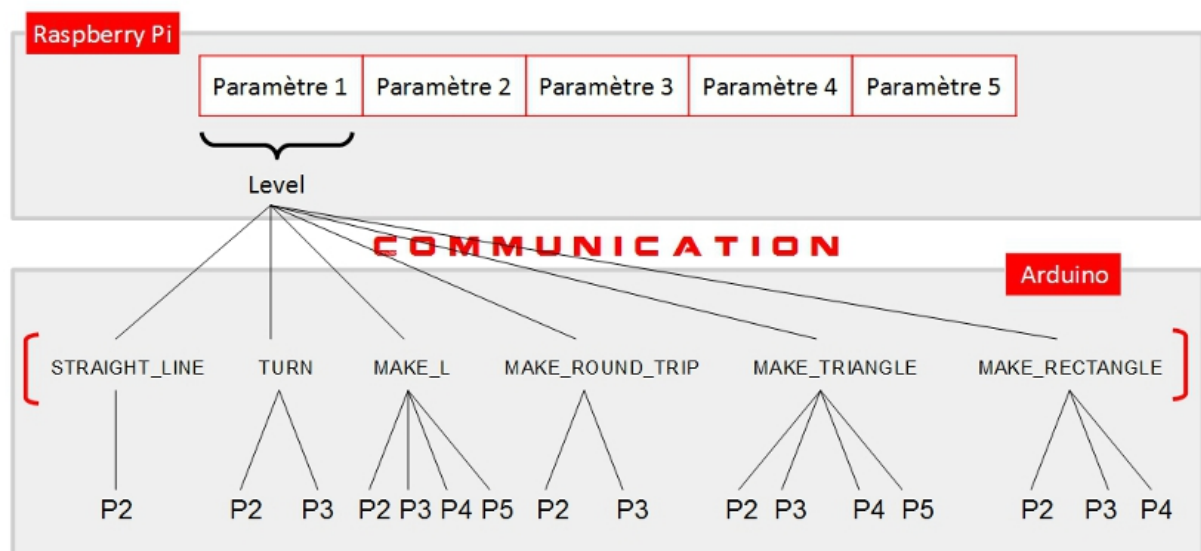 Raspberry Pi
Paramètre 1 Paramètre 2 Paramètre 3 Paramètre 4 Paramètre 5
Level
COMMUNICATION
Arduino
STRAIGHT_LINE TURN MAKE_L MAKE_ROUND_TRIP MAKE_TRIANGLE MAKE_RECTANGLE
P2 P2 P3 P2 P3 P4 P5 P2 P3 P2 P3 P4 P5 P2 P3 P4